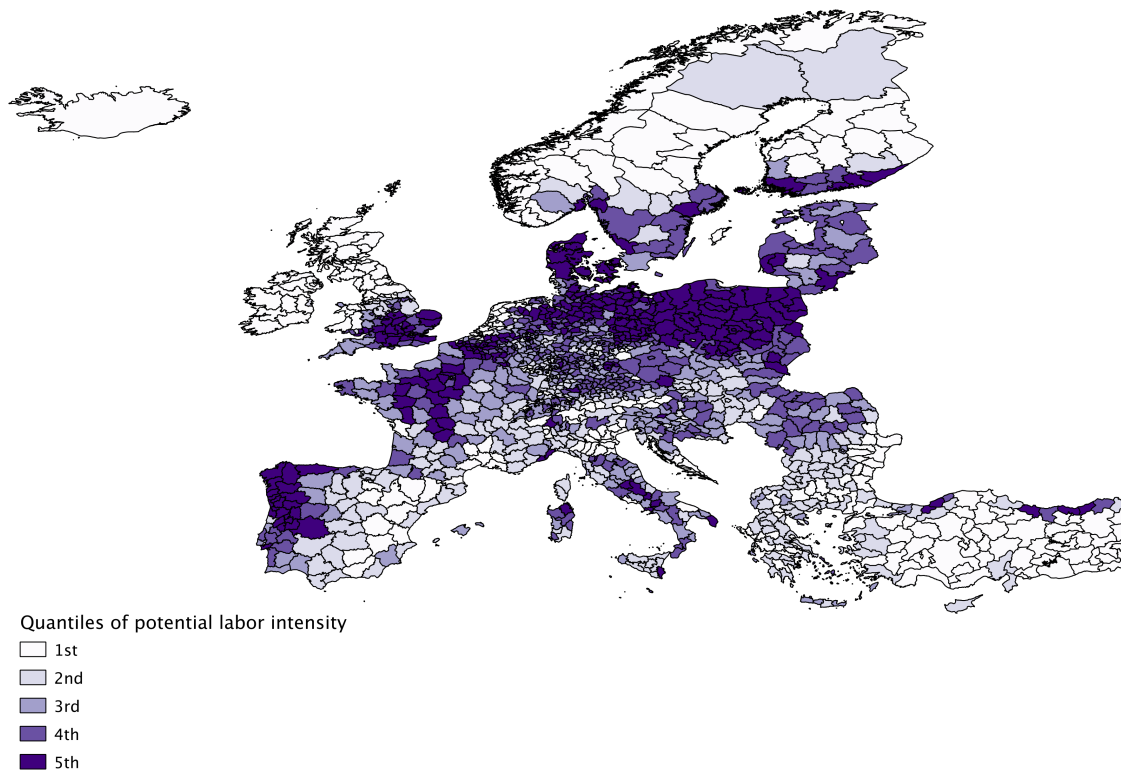 Quantiles of potential labor intensity
1st
2nd
3rd
4th
5th